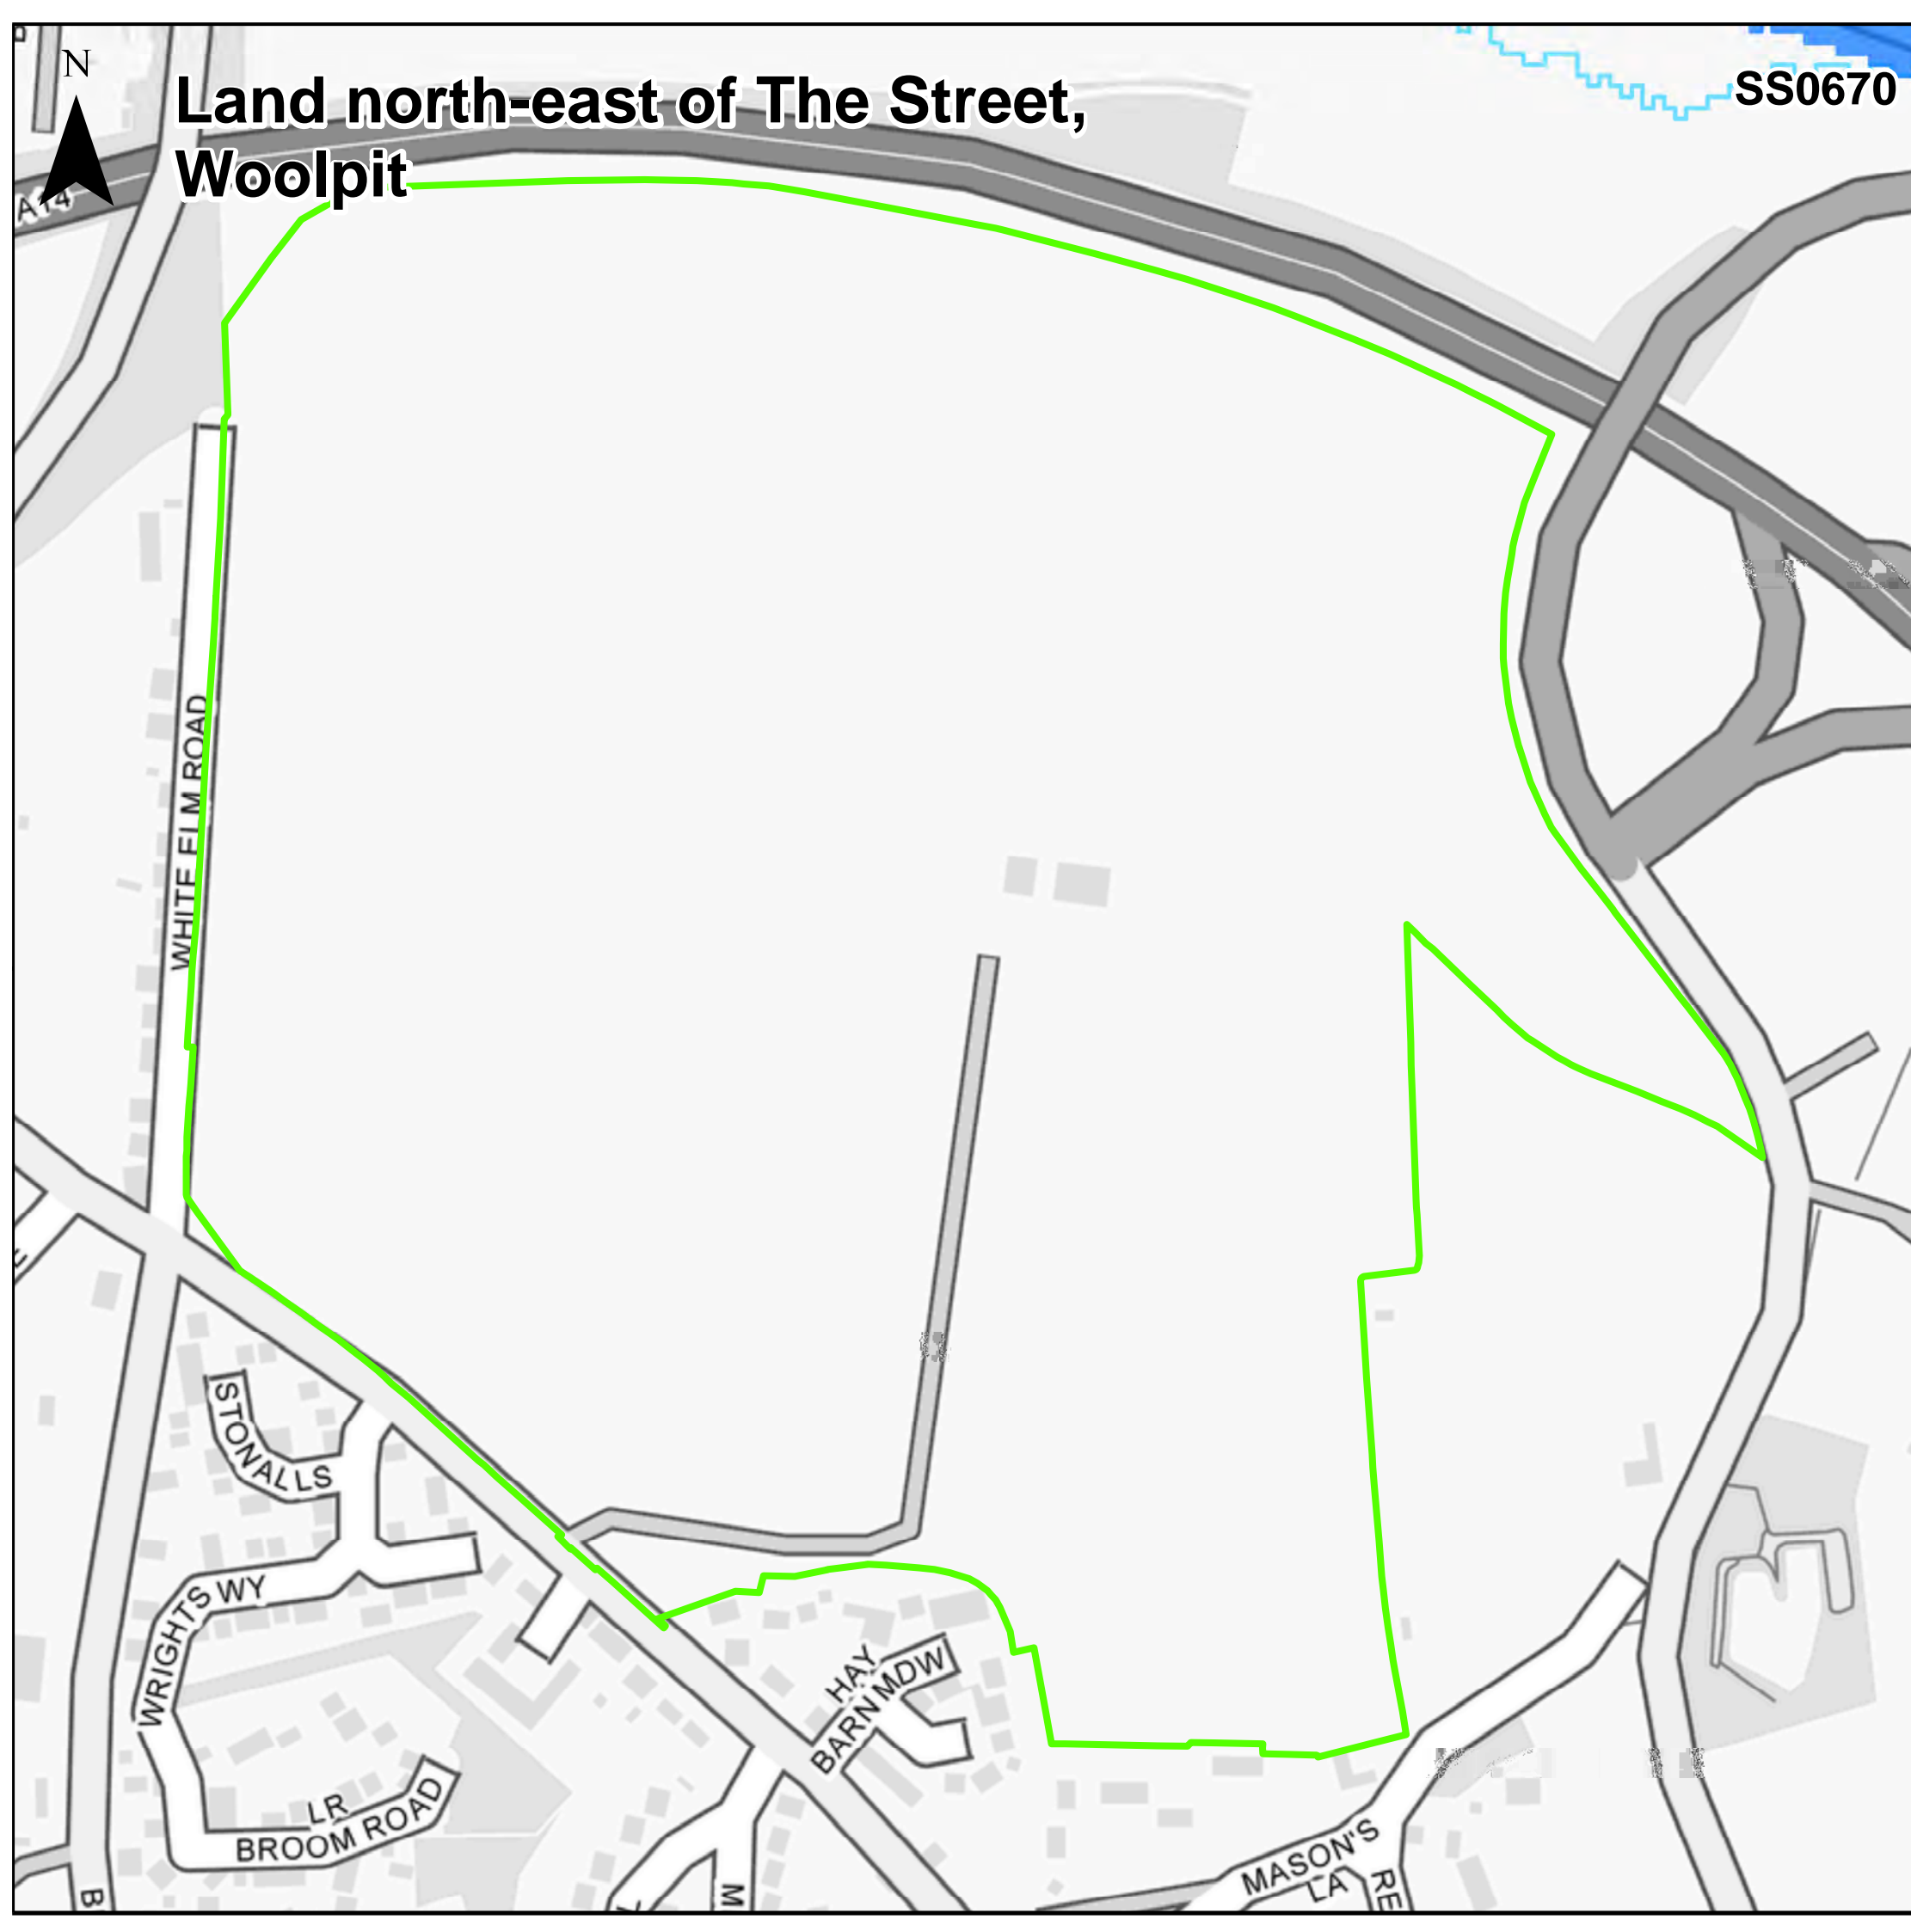 N
Land north-east of The Street,
Woolpit
SS0670
A14
WHITE ELM ROAD
STONALLS
WRIGHTS WY
HAY
BARN MDW
LR
BROOM ROAD
MASON'S
LA
RE
B
M